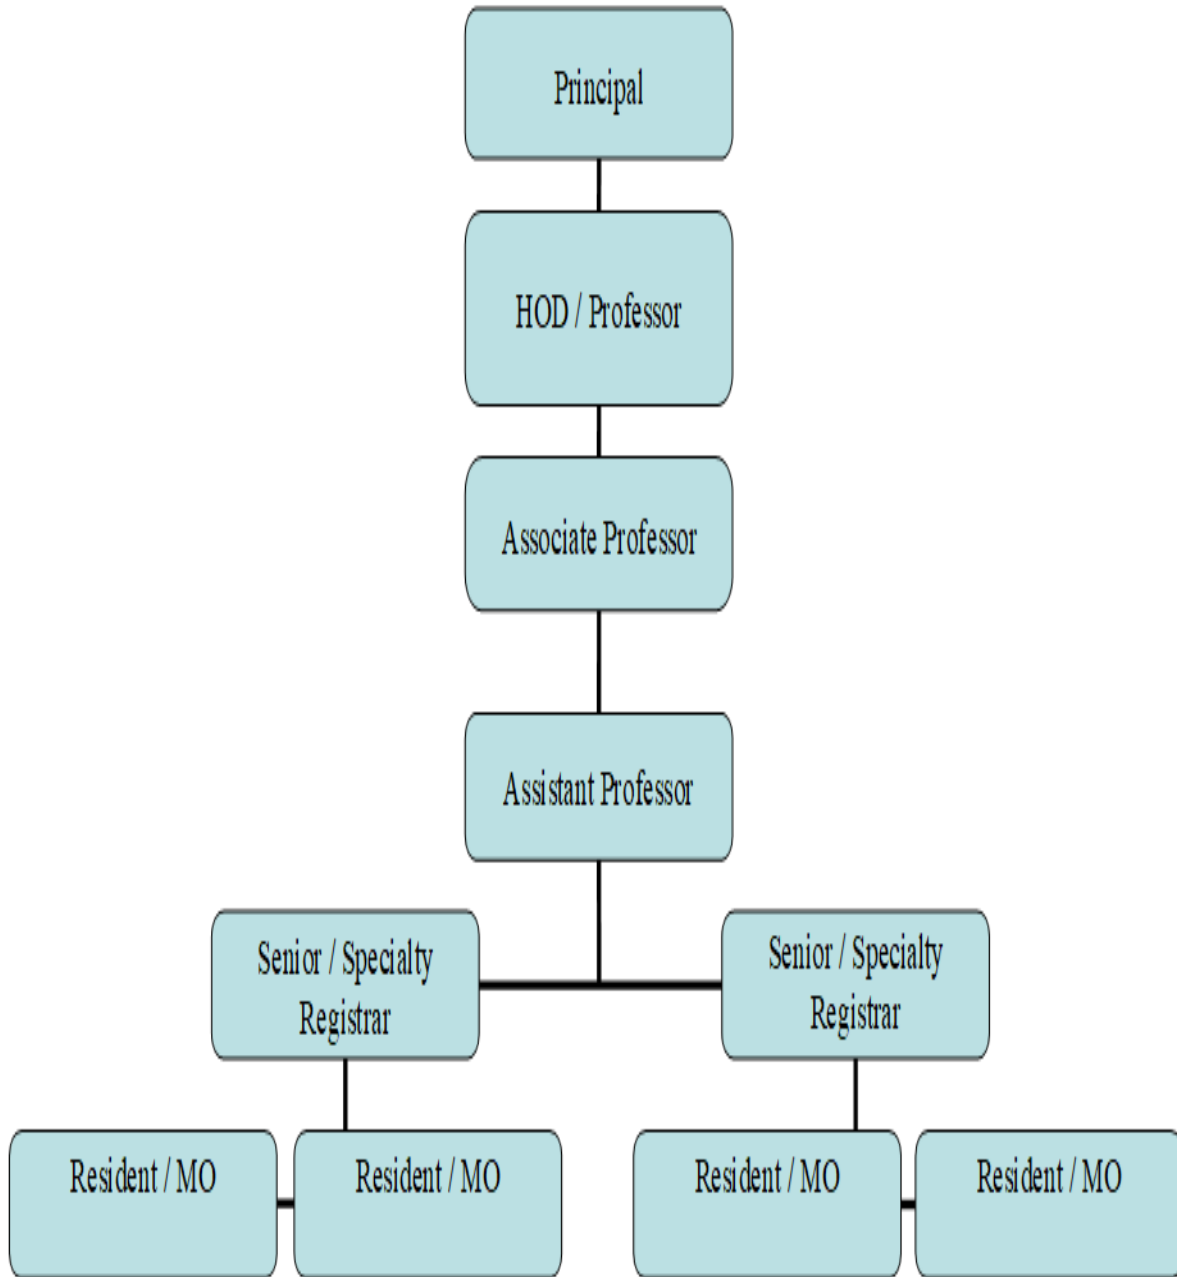 Principal
HOD / Professor
Associate Professor
Assistant Professor
Senior / Specialty
Registrar
Senior / Specialty
Registrar
Resident / MO
Resident / MO
Resident / MO
Resident / MO